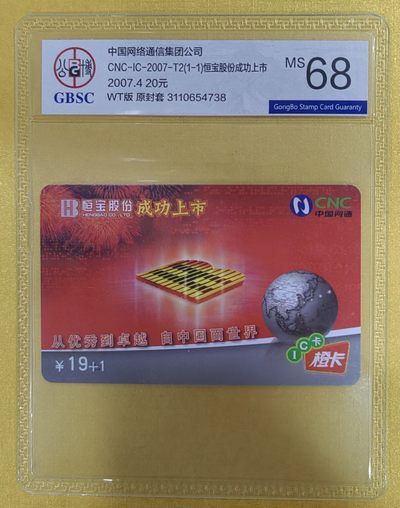 中国网络通信集团公司
CNC-IC-2007-T2(1-1)恒宝股份成功上市
2007.4 20元
WT版 原封套 3110654738
GBSC
MS 68
GongBo Stamp Card Guaranty
恒宝股份 成功上市
HENGBAO CO., LTD
CNC
中国网通
从优秀到卓越 自中国而世界
¥19+1
IC卡
橙卡